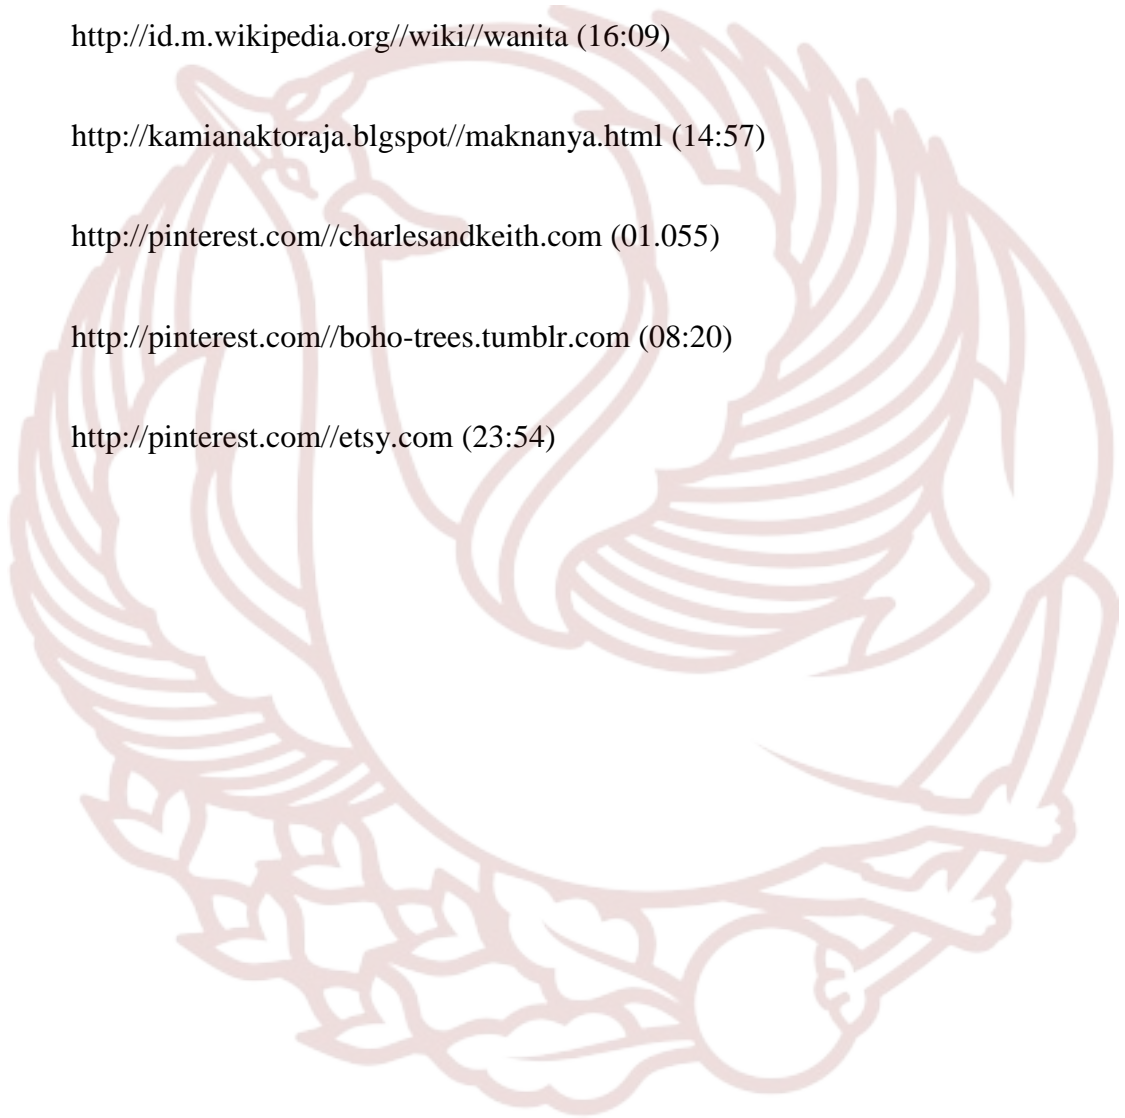 http://id.m.wikipedia.org//wiki//wanita (16:09)
http://kamianaktoraja.blgspot//maknanya.html (14:57)
http://pinterest.com//charlesandkeith.com (01.055)
http://pinterest.com//boho-trees.tumblr.com (08:20)
http://pinterest.com//etsy.com (23:54)